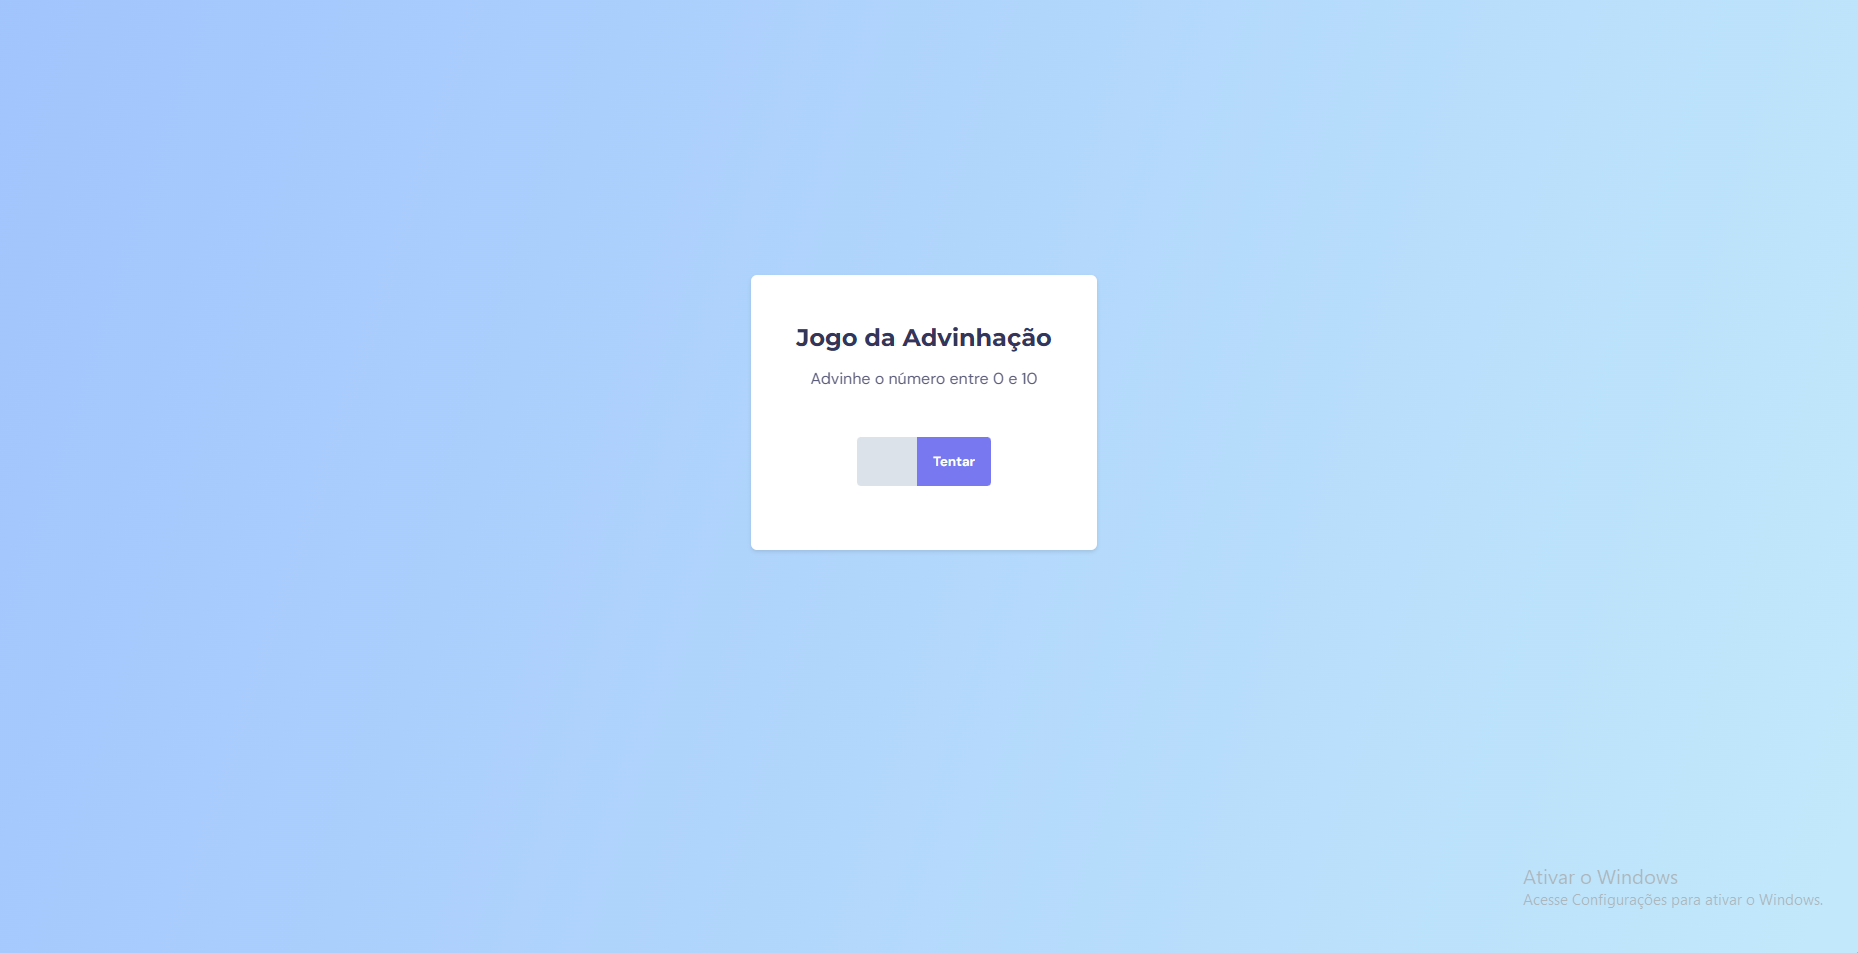 Jogo da Advinhação
Advinhe o número entre 0 e 10
Tentar
Ativar o Windows
Acesse Configurações para ativar o Windows.